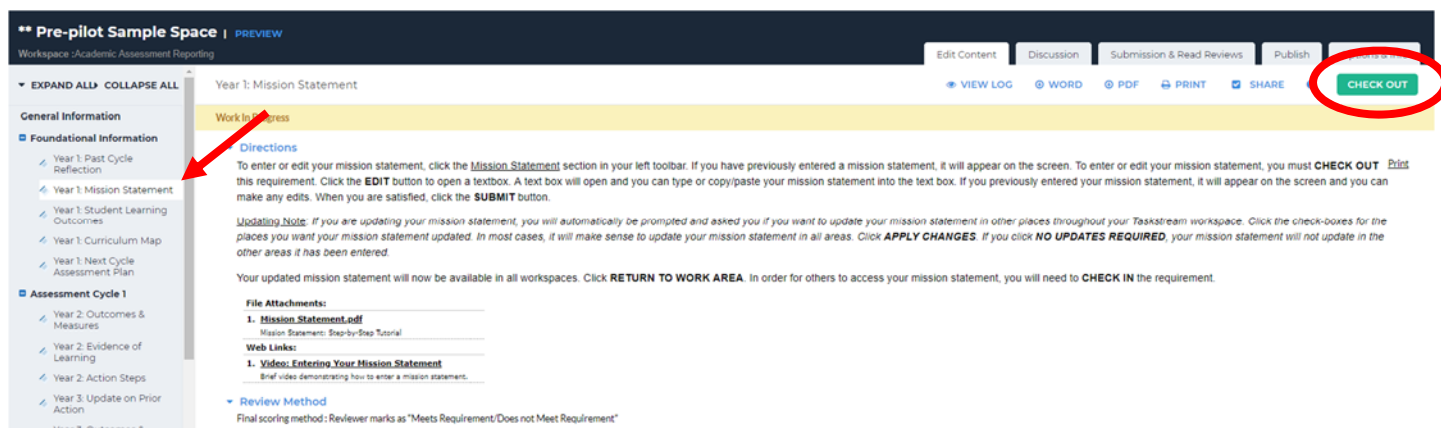 ** Pre-pilot Sample Space | PREVIEW
Workspace :Academic Assessment Reporting
Edit Content Discussion Submission & Read Reviews Publish
EXPAND ALL COLLAPSE ALL
Year 1: Mission Statement
VIEW LOG WORD PDF PRINT SHARE CHECK OUT
General Information
Work In Progress
Foundational Information
Year 1: Past Cycle
Reflection
Year 1: Mission Statement
Year 1: Student Learning
Outcomes
Year 1: Curriculum Map
Year 1: Next Cycle
Assessment Plan
Assessment Cycle 1
Year 2: Outcomes &
Measures
Year 2: Evidence of
Learning
Year 2: Action Steps
Year 3: Update on Prior
Action
Directions
To enter or edit your mission statement, click the Mission Statement section in your left toolbar. If you have previously entered a mission statement, it will appear on the screen. To enter or edit your mission statement, you must CHECK OUT Print
this requirement. Click the EDIT button to open a textbox. A text box will open and you can type or copy/paste your mission statement into the text box. If you previously entered your mission statement, it will appear on the screen and you can
make any edits. When you are satisfied, click the SUBMIT button.
Updating Note: If you are updating your mission statement, you will automatically be prompted and asked you if you want to update your mission statement in other places throughout your Taskstream workspace. Click the check-boxes for the
places you want your mission statement updated. In most cases, it will make sense to update your mission statement in all areas. Click APPLY CHANGES. If you click NO UPDATES REQUIRED, your mission statement will not update in the
other areas it has been entered.
Your updated mission statement will now be available in all workspaces. Click RETURN TO WORK AREA. In order for others to access your mission statement, you will need to CHECK IN the requirement.
File Attachments:
1. Mission Statement.pdf
Mission Statement: Step-by-Step Tutorial
Web Links:
1. Video: Entering Your Mission Statement
Brief video demonstrating how to enter a mission statement.
Review Method
Final scoring method : Reviewer marks as "Meets Requirement/Does not Meet Requirement"